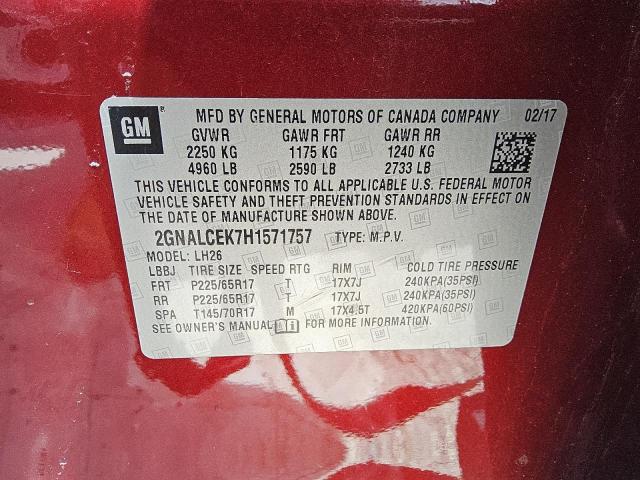 GM
MFD BY GENERAL MOTORS OF CANADA COMPANY 02/17
GVWR GAWR FRT GAWR RR
2250 KG 1175 KG 1240 KG
4960 LB 2590 LB 2733 LB
THIS VEHICLE CONFORMS TO ALL APPLICABLE U.S. FEDERAL MOTOR
VEHICLE SAFETY AND THEFT PREVENTION STANDARDS IN EFFECT ON
THE DATE OF MANUFACTURE SHOWN ABOVE.
2GNALCEK7H1571757 TYPE: M.P.V.
MODEL: LH26
LBBJ TIRE SIZE SPEED RTG RIM COLD TIRE PRESSURE
FRT P225/65R17 T 17X7J 240KPA(35PSI)
RR P225/65R17 T 17X7J 240KPA(35PSI)
SPA T145/70R17 M 17X4.5T 420KPA(60PSI)
SEE OWNER'S MANUAL FOR MORE INFORMATION.